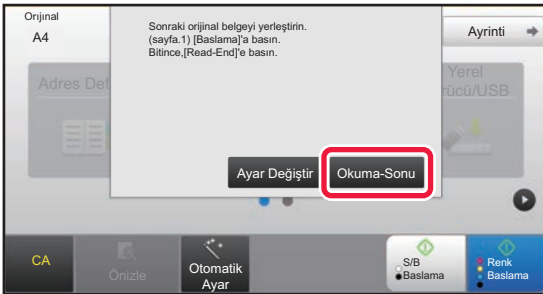 Orijinal
A4
Sonraki orijinal belgeyi yerleştirin.
(sayfa.1) [Baslama]'a basın.
Bitince,[Read-End]'e basın.
Ayrinti
Adres Def
Yerel
rücü/USB
Ayar Değiştir
Okuma-Sonu
CA
Önizle
Otomatik
Ayar
S/B
Baslama
Renk
Baslama